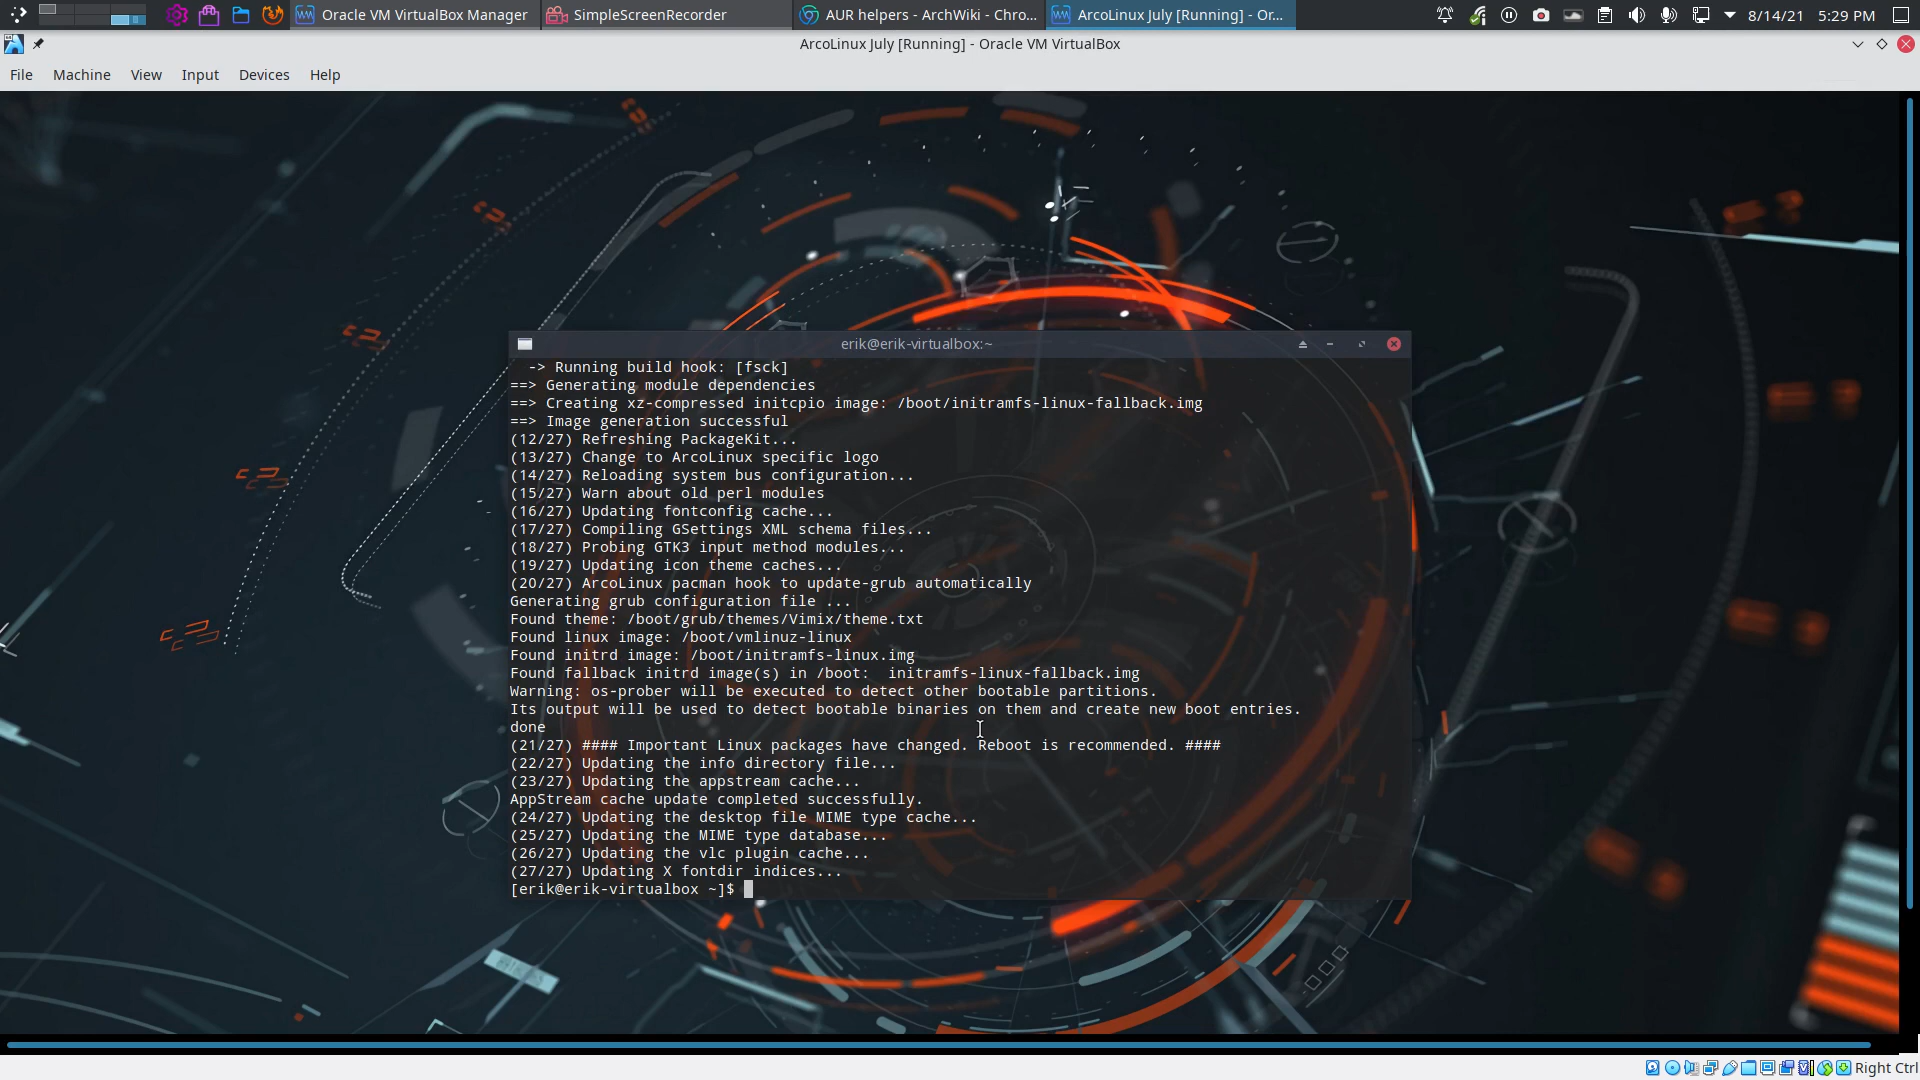 Oracle VM VirtualBox Manager
SimpleScreenRecorder
AUR helpers - ArchWiki - Chro...
ArcoLinux July [Running] - Or...
8/14/21
5:29 PM
ArcoLinux July [Running] - Oracle VM VirtualBox
File Machine View Input Devices Help
erik@erik-virtualbox:~
-> Running build hook: [fsck]
==> Generating module dependencies
==> Creating xz-compressed initcpio image: /boot/initramfs-linux-fallback.img
==> Image generation successful
(12/27) Refreshing PackageKit...
(13/27) Change to ArcoLinux specific logo
(14/27) Reloading system bus configuration...
(15/27) Warn about old perl modules
(16/27) Updating fontconfig cache...
(17/27) Compiling GSettings XML schema files...
(18/27) Probing GTK3 input method modules...
(19/27) Updating icon theme caches...
(20/27) ArcoLinux pacman hook to update-grub automatically
Generating grub configuration file ...
Found theme: /boot/grub/themes/Vimix/theme.txt
Found linux image: /boot/vmlinuz-linux
Found initrd image: /boot/initramfs-linux.img
Found fallback initrd image(s) in /boot:  initramfs-linux-fallback.img
Warning: os-prober will be executed to detect other bootable partitions.
Its output will be used to detect bootable binaries on them and create new boot entries.
done
(21/27) #### Important Linux packages have changed. Reboot is recommended. ####
(22/27) Updating the info directory file...
(23/27) Updating the appstream cache...
AppStream cache update completed successfully.
(24/27) Updating the desktop file MIME type cache...
(25/27) Updating the MIME type database...
(26/27) Updating the vlc plugin cache...
(27/27) Updating X fontdir indices...
[erik@erik-virtualbox ~]$
Right Ctrl